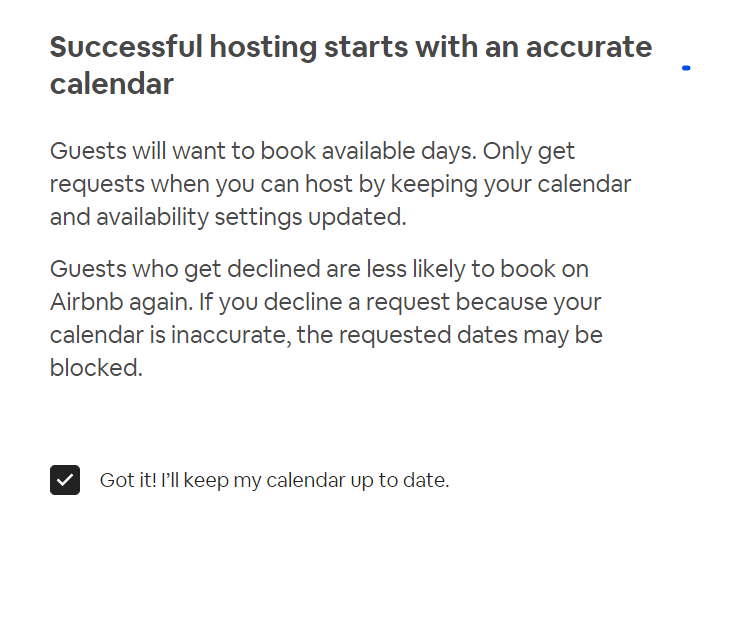 Successful hosting starts with an accurate
calendar
Guests will want to book available days. Only get
requests when you can host by keeping your calendar
and availability settings updated.
Guests who get declined are less likely to book on
Airbnb again. If you decline a request because your
calendar is inaccurate, the requested dates may be
blocked.
Got it! I’ll keep my calendar up to date.